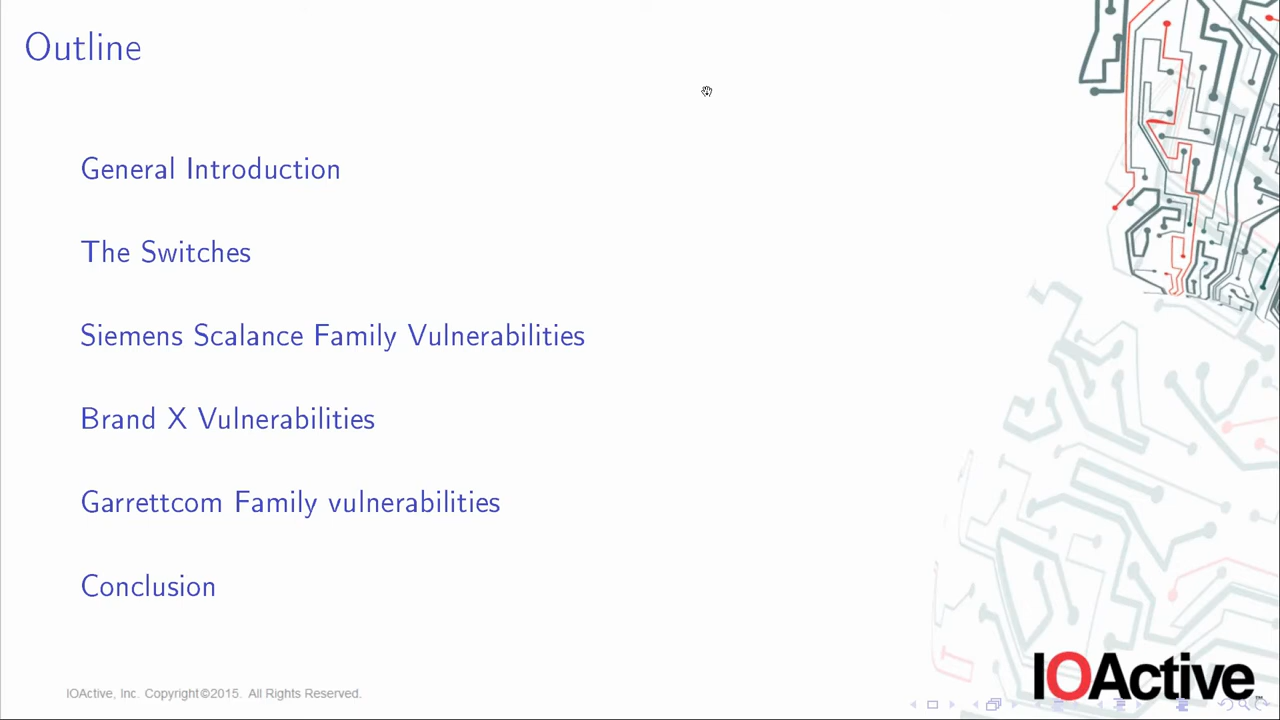 Outline
General Introduction
The Switches
Siemens Scalance Family Vulnerabilities
Brand X Vulnerabilities
Garrettcom Family vulnerabilities
Conclusion
IOActive, Inc. Copyright©2015. All Rights Reserved.
IOActive™